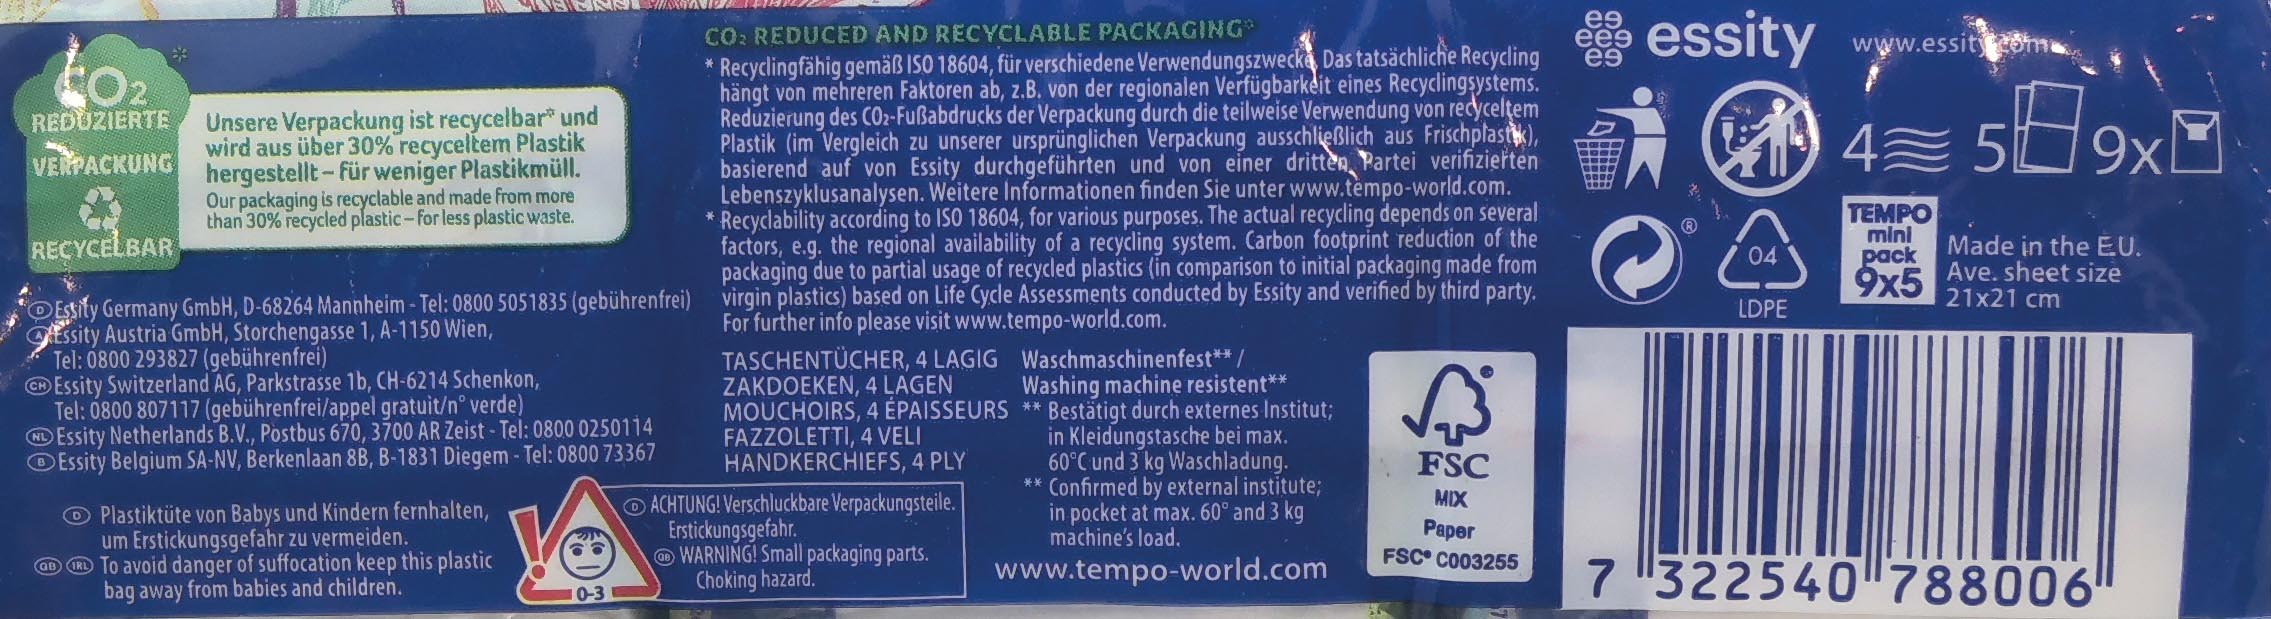 CO2
REDUZIERTE
VERPACKUNG
RECYCELBAR
*
Unsere Verpackung ist recycelbar* und
wird aus über 30% recyceltem Plastik
hergestellt – für weniger Plastikmüll.
Our packaging is recyclable and made from more
than 30% recycled plastic – for less plastic waste.
D Essity Germany GmbH, D-68264 Mannheim - Tel: 0800 5051835 (gebührenfrei)
A Essity Austria GmbH, Storchengasse 1, A-1150 Wien,
Tel: 0800 293827 (gebührenfrei)
CH Essity Switzerland AG, Parkstrasse 1b, CH-6214 Schenkon,
Tel: 0800 807117 (gebührenfrei/appel gratuit/n° verde)
NL Essity Netherlands B.V., Postbus 670, 3700 AR Zeist - Tel: 0800 0250114
B Essity Belgium SA-NV, Berkenlaan 8B, B-1831 Diegem - Tel: 0800 73367
D Plastiktüte von Babys und Kindern fernhalten,
um Erstickungsgefahr zu vermeiden.
GB IRL To avoid danger of suffocation keep this plastic
bag away from babies and children.
0-3
D ACHTUNG! Verschluckbare Verpackungsteile.
Erstickungsgefahr.
GB WARNING! Small packaging parts.
Choking hazard.
CO2 REDUCED AND RECYCLABLE PACKAGING*
* Recyclingfähig gemäß ISO 18604, für verschiedene Verwendungszwecke. Das tatsächliche Recycling
hängt von mehreren Faktoren ab, z.B. von der regionalen Verfügbarkeit eines Recyclingsystems.
Reduzierung des CO2-Fußabdrucks der Verpackung durch die teilweise Verwendung von recyceltem
Plastik (im Vergleich zu unserer ursprünglichen Verpackung ausschließlich aus Frischplastik),
basierend auf von Essity durchgeführten und von einer dritten Partei verifizierten
Lebenszyklusanalysen. Weitere Informationen finden Sie unter www.tempo-world.com.
* Recyclability according to ISO 18604, for various purposes. The actual recycling depends on several
factors, e.g. the regional availability of a recycling system. Carbon footprint reduction of the
packaging due to partial usage of recycled plastics (in comparison to initial packaging made from
virgin plastics) based on Life Cycle Assessments conducted by Essity and verified by third party.
For further info please visit www.tempo-world.com.
TASCHENTÜCHER, 4 LAGIG
ZAKDOEKEN, 4 LAGEN
MOUCHOIRS, 4 ÉPAISSEURS
FAZZOLETTI, 4 VELI
HANDKERCHIEFS, 4 PLY
Waschmaschinenfest** /
Washing machine resistent**
** Bestätigt durch externes Institut;
in Kleidungstasche bei max.
60°C und 3 kg Waschladung.
** Confirmed by external institute;
in pocket at max. 60° and 3 kg
machine's load.
www.tempo-world.com
FSC
MIX
Paper
FSC® C003255
essity www.essity.com
4 5 9x
®
04
LDPE
TEMPO
mini
pack
9x5
Made in the E.U.
Ave. sheet size
21x21 cm
7 322540 788006